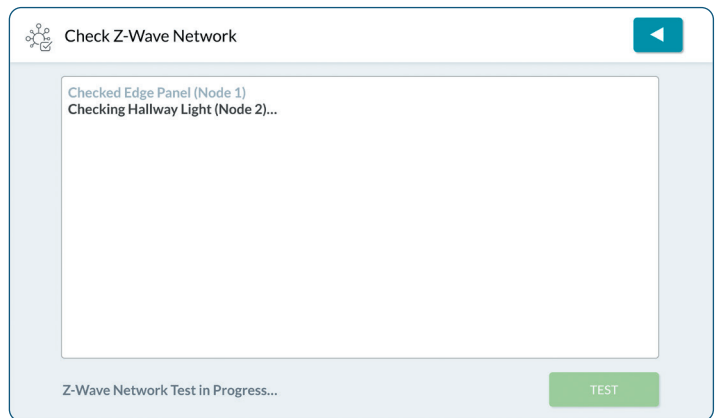 Check Z-Wave Network
Checked Edge Panel (Node 1)
Checking Hallway Light (Node 2)...
Z-Wave Network Test in Progress...
TEST